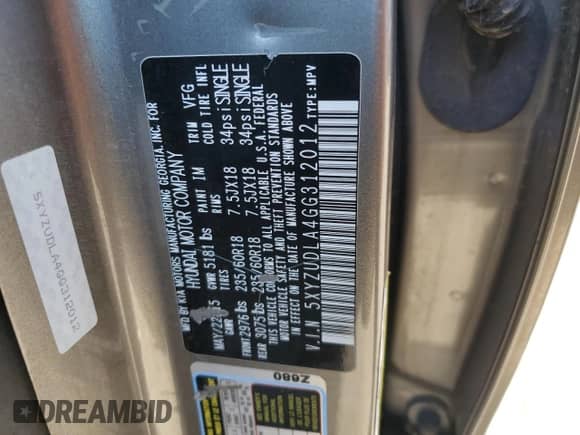 MFD BY KIA MOTORS MANUFACTURING GEORGIA, INC. FOR
HYUNDAI MOTOR COMPANY
PAINT IM TRIM VFG
GVWR 5181 lbs
GAWR TIRES RIMS COLD TIRE INFL
FRONT 2976 lbs 235/60R18 7.5JX18 34psi SINGLE
REAR 3075 lbs 235/60R18 7.5JX18 34psi SINGLE
THIS VEHICLE CONFORMS TO ALL APPLICABLE U.S.A. FEDERAL
MOTOR VEHICLE SAFETY AND THEFT PREVENTION STANDARDS
IN EFFECT ON THE DATE OF MANUFACTURE SHOWN ABOVE
V.I.N 5XYZUDLA4GG312012 TYPE:MPV
5XYZUDLA4GG312012
Z680
DREAMBID